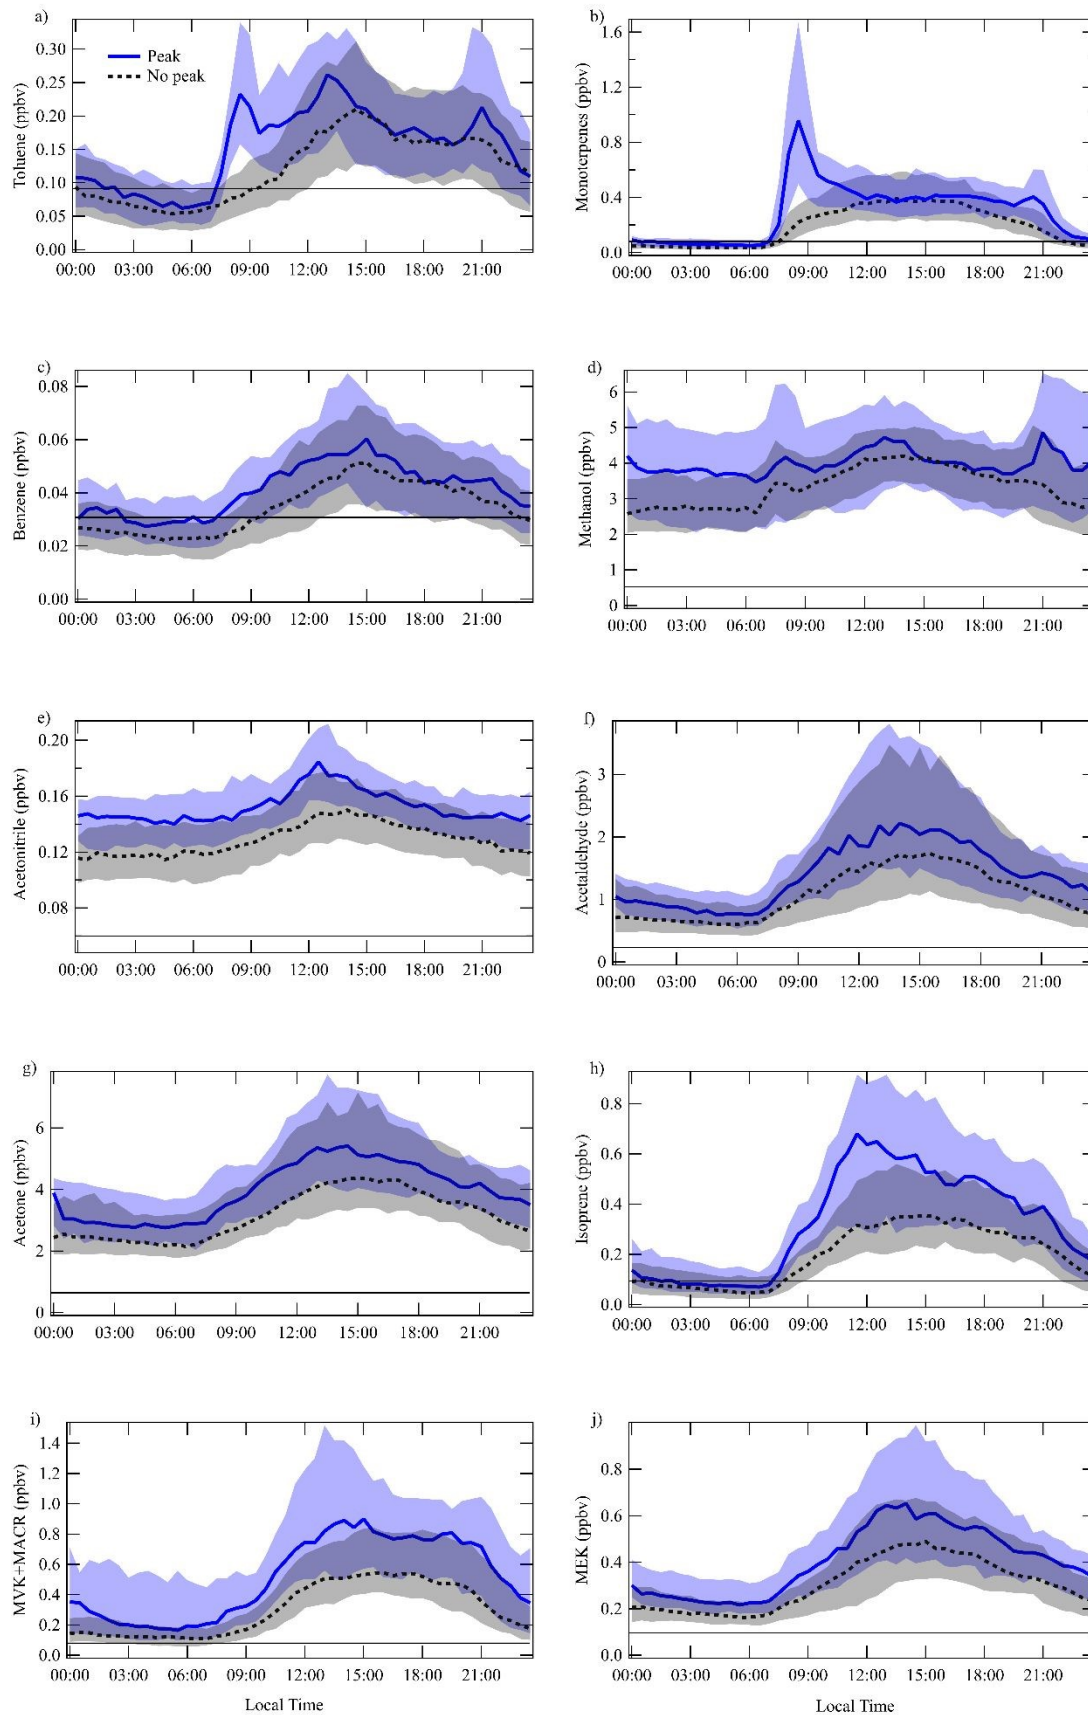 a)
Peak
No peak
Toluene (ppbv)
0.30
0.25
0.20
0.15
0.10
0.05
0.00
00:00 03:00 06:00 09:00 12:00 15:00 18:00 21:00
b)
Monoterpenes (ppbv)
1.6
1.2
0.8
0.4
0.0
00:00 03:00 06:00 09:00 12:00 15:00 18:00 21:00
c)
Benzene (ppbv)
0.08
0.06
0.04
0.02
0.00
00:00 03:00 06:00 09:00 12:00 15:00 18:00 21:00
d)
Methanol (ppbv)
6
5
4
3
2
1
0
00:00 03:00 06:00 09:00 12:00 15:00 18:00 21:00
e)
Acetonitrile (ppbv)
0.20
0.16
0.12
0.08
00:00 03:00 06:00 09:00 12:00 15:00 18:00 21:00
f)
Acetaldehyde (ppbv)
3
2
1
0
00:00 03:00 06:00 09:00 12:00 15:00 18:00 21:00
g)
Acetone (ppbv)
6
4
2
0
00:00 03:00 06:00 09:00 12:00 15:00 18:00 21:00
h)
Isoprene (ppbv)
0.8
0.6
0.4
0.2
0.0
00:00 03:00 06:00 09:00 12:00 15:00 18:00 21:00
i)
MVK+MACR (ppbv)
1.4
1.2
1.0
0.8
0.6
0.4
0.2
0.0
00:00 03:00 06:00 09:00 12:00 15:00 18:00 21:00
Local Time
j)
MEK (ppbv)
0.8
0.6
0.4
0.2
00:00 03:00 06:00 09:00 12:00 15:00 18:00 21:00
Local Time